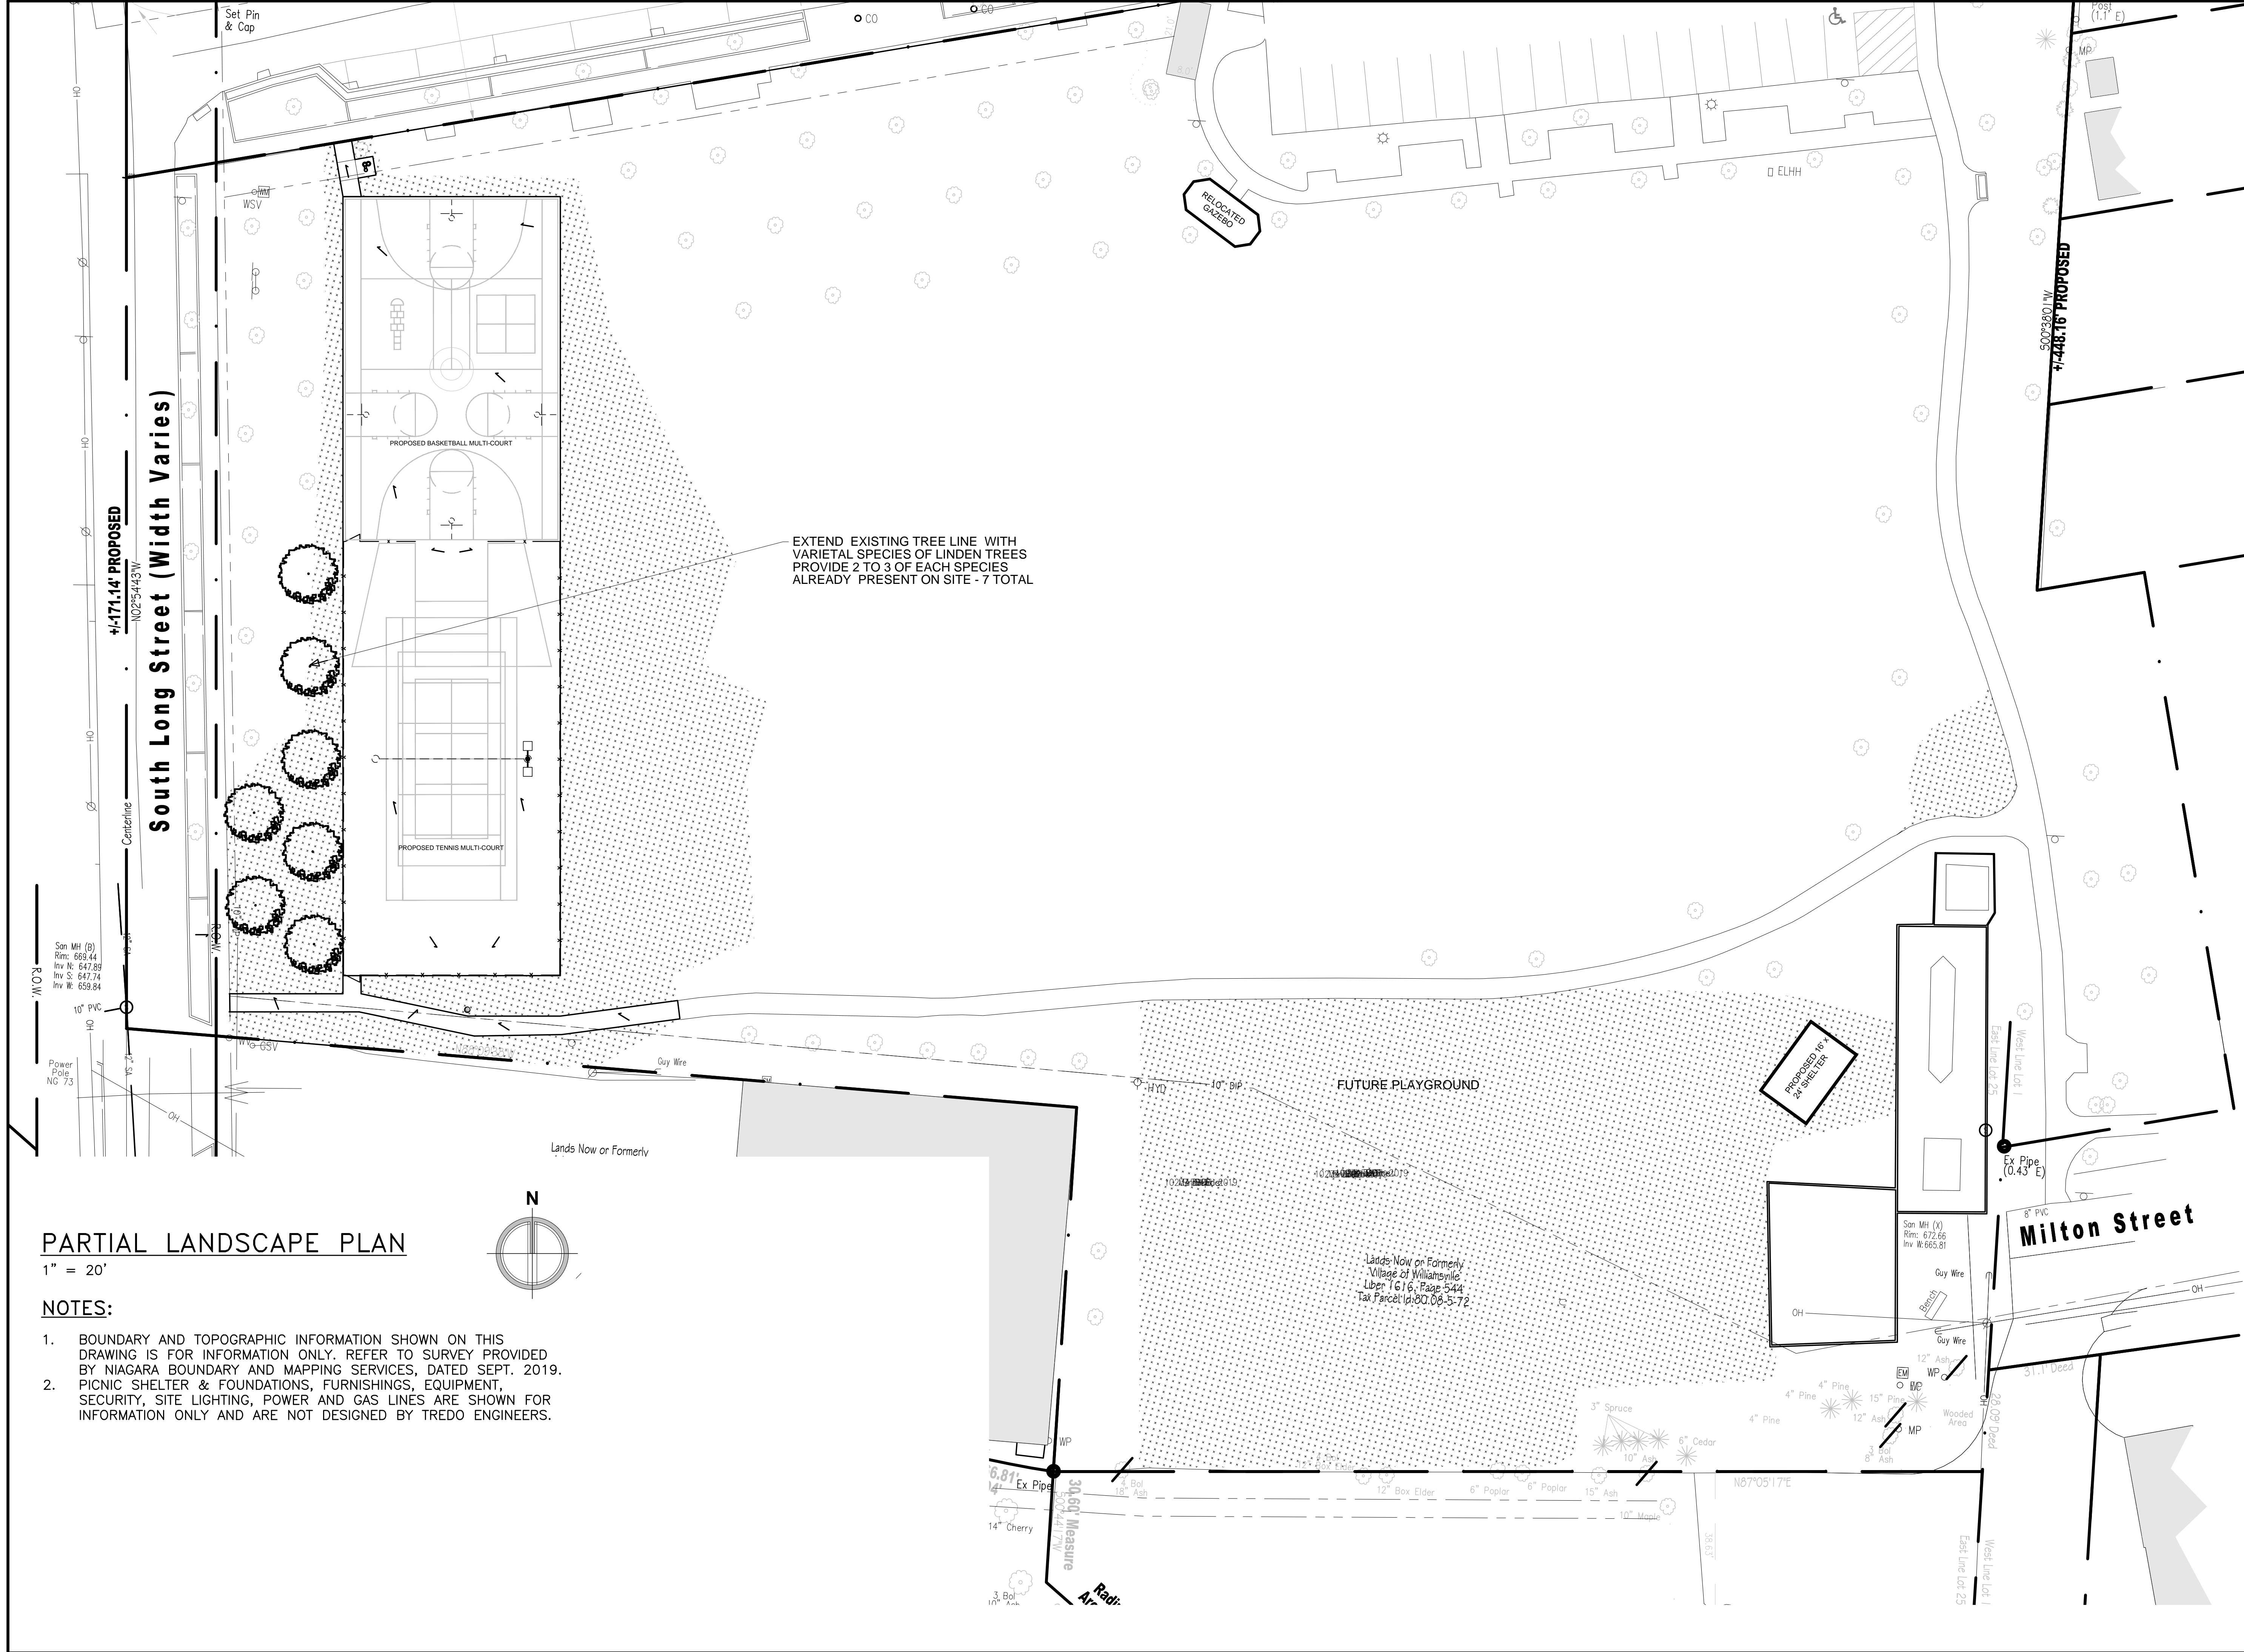 Set Pin
& Cap
CO
CO
Post
(1.1' E)
MP
WM
WSV
ELHH
RELOCATED
GAZEBO
S00°38'01"W
+/-448.16' PROPOSED
OH
OH
OH
OH
PROPOSED BASKETBALL MULTI-COURT
+/-171.14' PROPOSED
N02°54'43"W
South Long Street (Width Varies)
Centerline
EXTEND EXISTING TREE LINE WITH
VARIETAL SPECIES OF LINDEN TREES
PROVIDE 2 TO 3 OF EACH SPECIES
ALREADY PRESENT ON SITE - 7 TOTAL
PROPOSED TENNIS MULTI-COURT
R.O.W.
R.O.W.
San MH (B)
Rim: 669.44
Inv N: 647.89
Inv S: 647.74
Inv W: 659.84
10" PVC
GSV
Power
Pole
NG 73
OH
Guy Wire
HYD
10" DIP
FUTURE PLAYGROUND
PROPOSED 16' X
24' SHELTER
East Line Lot 25
West Line Lot 1
Ex Pipe
(0.43' E)
8" PVC
Milton Street
San MH (X)
Rim: 672.66
Inv W: 665.81
Guy Wire
Bench
OH
OH
Guy Wire
Lands Now or Formerly
Lands Now or Formerly
Village of Williamsville
Liber 1616, Page 544
Tax Parcel Id:80.08-5-72
N
PARTIAL LANDSCAPE PLAN
1" = 20'
NOTES:
1. BOUNDARY AND TOPOGRAPHIC INFORMATION SHOWN ON THIS
DRAWING IS FOR INFORMATION ONLY. REFER TO SURVEY PROVIDED
BY NIAGARA BOUNDARY AND MAPPING SERVICES, DATED SEPT. 2019.
2. PICNIC SHELTER & FOUNDATIONS, FURNISHINGS, EQUIPMENT,
SECURITY, SITE LIGHTING, POWER AND GAS LINES ARE SHOWN FOR
INFORMATION ONLY AND ARE NOT DESIGNED BY TREDO ENGINEERS.
12" Ash
EM
WP
31.1' Deed
4" Pine
4" Pine
15" Pine
4" Pine
12" Ash
Wooded
Area
MP
28.09' Deed
OH
3" Spruce
6" Cedar
10" Ash
3 Bol
8" Ash
WP
Ex Pipe
18" Ash
12" Box Elder
6" Poplar
6" Poplar
15" Ash
N87°05'17"E
10" Maple
30.60' Measure
14" Cherry
3 Bol
East Line Lot 25
West Line Lot 1